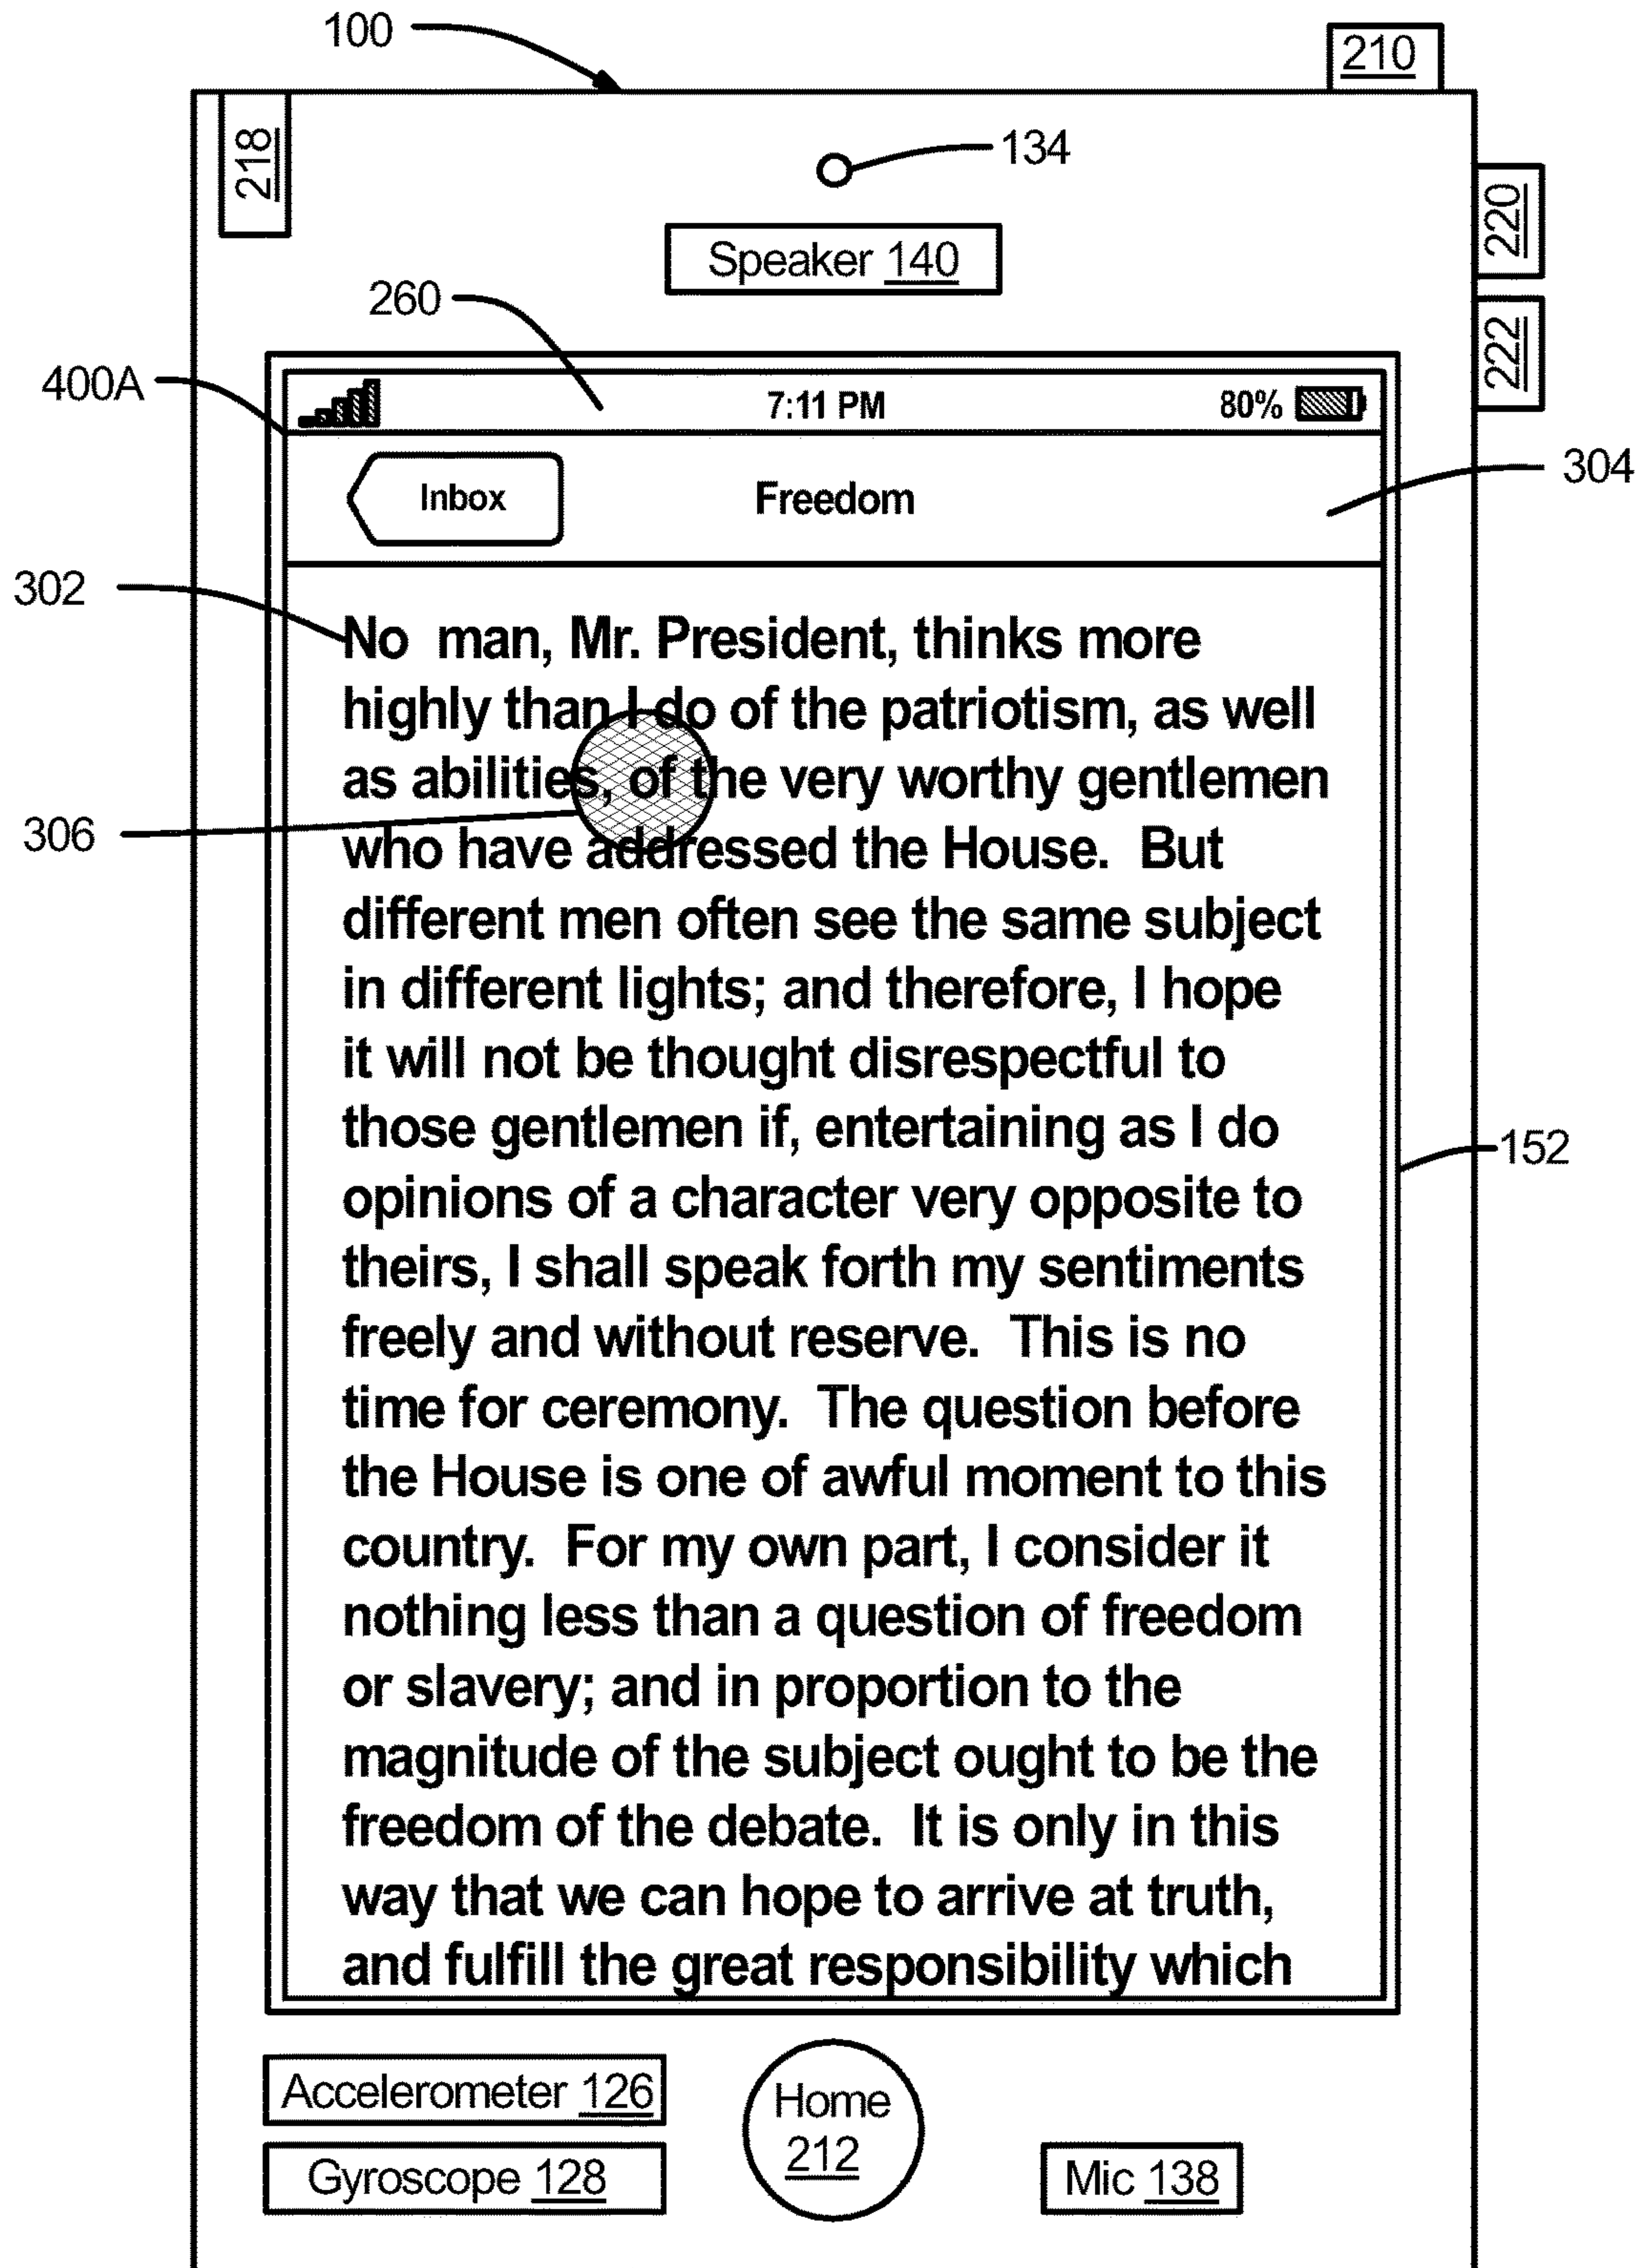 100
210
218
134
220
Speaker 140
260
222
400A
7:11 PM
80%
304
Inbox
Freedom
302
No man, Mr. President, thinks more
highly than I do of the patriotism, as well
as abilities, of the very worthy gentlemen
306
who have addressed the House. But
different men often see the same subject
in different lights; and therefore, I hope
it will not be thought disrespectful to
those gentlemen if, entertaining as I do
152
opinions of a character very opposite to
theirs, I shall speak forth my sentiments
freely and without reserve. This is no
time for ceremony. The question before
the House is one of awful moment to this
country. For my own part, I consider it
nothing less than a question of freedom
or slavery; and in proportion to the
magnitude of the subject ought to be the
freedom of the debate. It is only in this
way that we can hope to arrive at truth,
and fulfill the great responsibility which
Accelerometer 126
Home
212
Gyroscope 128
Mic 138